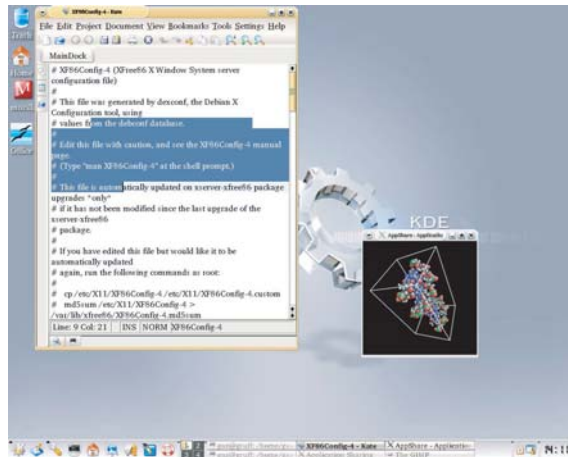 XF86Config-4 - Kate
File Edit Project Document View Bookmarks Tools Settings Help
MainDock
# XF86Config-4 (XFree86 X Window System server
configuration file)
#
# This file was generated by dexconf, the Debian X
Configuration tool, using
# values from the debconf database.
#
# Edit this file with caution, and see the XF86Config-4 manual
page.
# (Type "man XF86Config-4" at the shell prompt.)
#
# This file is automatically updated on xserver-xfree86 package
upgrades *only*
# if it has not been modified since the last upgrade of the
xserver-xfree86
# package.
#
# If you have edited this file but would like it to be
automatically updated
# again, run the following commands as root:
#
# cp /etc/X11/XF86Config-4 /etc/X11/XF86Config-4.custom
# md5sum /etc/X11/XF86Config-4 >
/var/lib/xfree86/XF86Config-4.md5sum
Line: 9 Col: 21 INS NORM XF86Config-4
Trash
Home
Office
KDE
AppShare - Applicatio
XF86Config-4 - Kate
AppShare - Applicatio
The GIMP